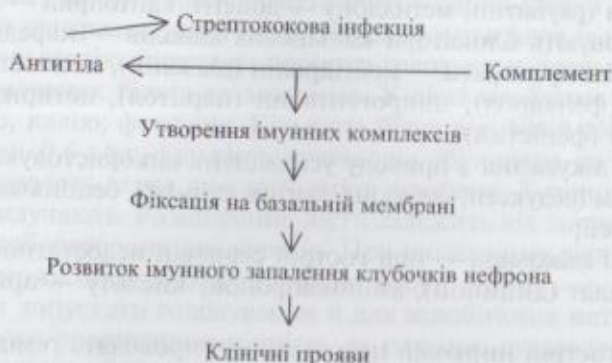 Стрептококова інфекція
Антитіла Комплемент
Утворення імунних комплексів
Фіксація на базальній мембрані
Розвиток імунного запалення клубочків нефрона
Клінічні прояви